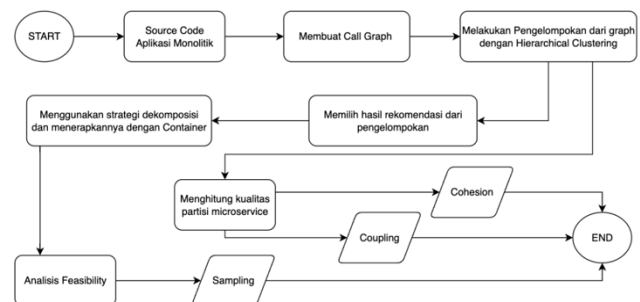 START
Source Code
Aplikasi Monolitik
Membuat Call Graph
Melakukan Pengelompokan dari graph
dengan Hierarchical Clustering
Menggunakan strategi dekomposisi
dan menerapkannya dengan Container
Memilih hasil rekomendasi dari
pengelompokan
Menghitung kualitas
partisi microservice
Cohesion
Coupling
END
Analisis Feasibility
Sampling